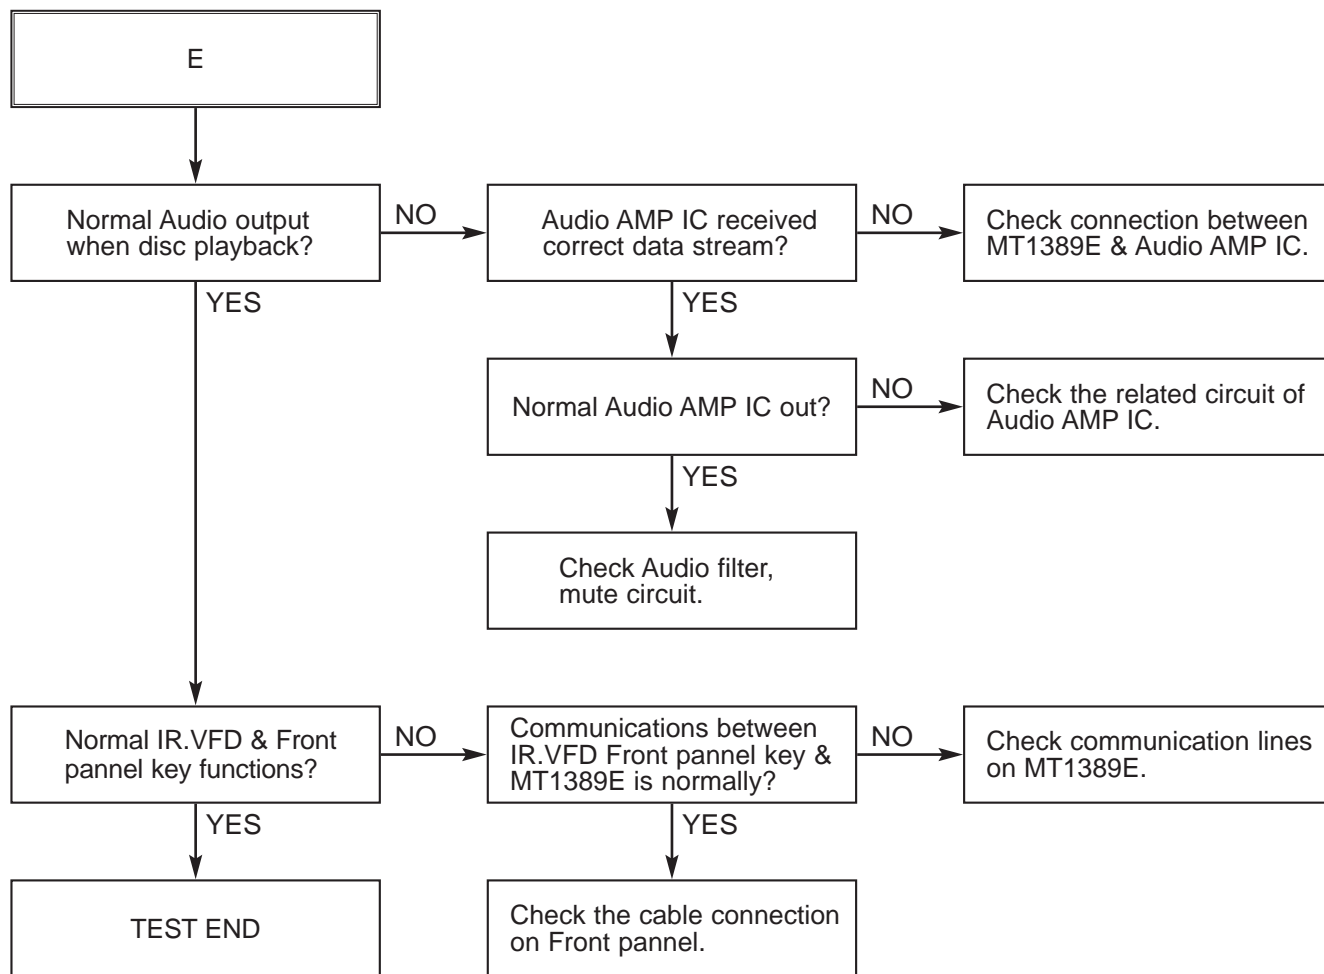 E
Normal Audio output
when disc playback?
NO
Audio AMP IC received
correct data stream?
NO
Check connection between
MT1389E & Audio AMP IC.
YES
YES
Normal Audio AMP IC out?
NO
Check the related circuit of
Audio AMP IC.
YES
Check Audio filter,
mute circuit.
Normal IR.VFD & Front
pannel key functions?
NO
Communications between
IR.VFD Front pannel key &
MT1389E is normally?
NO
Check communication lines
on MT1389E.
YES
YES
TEST END
Check the cable connection
on Front pannel.